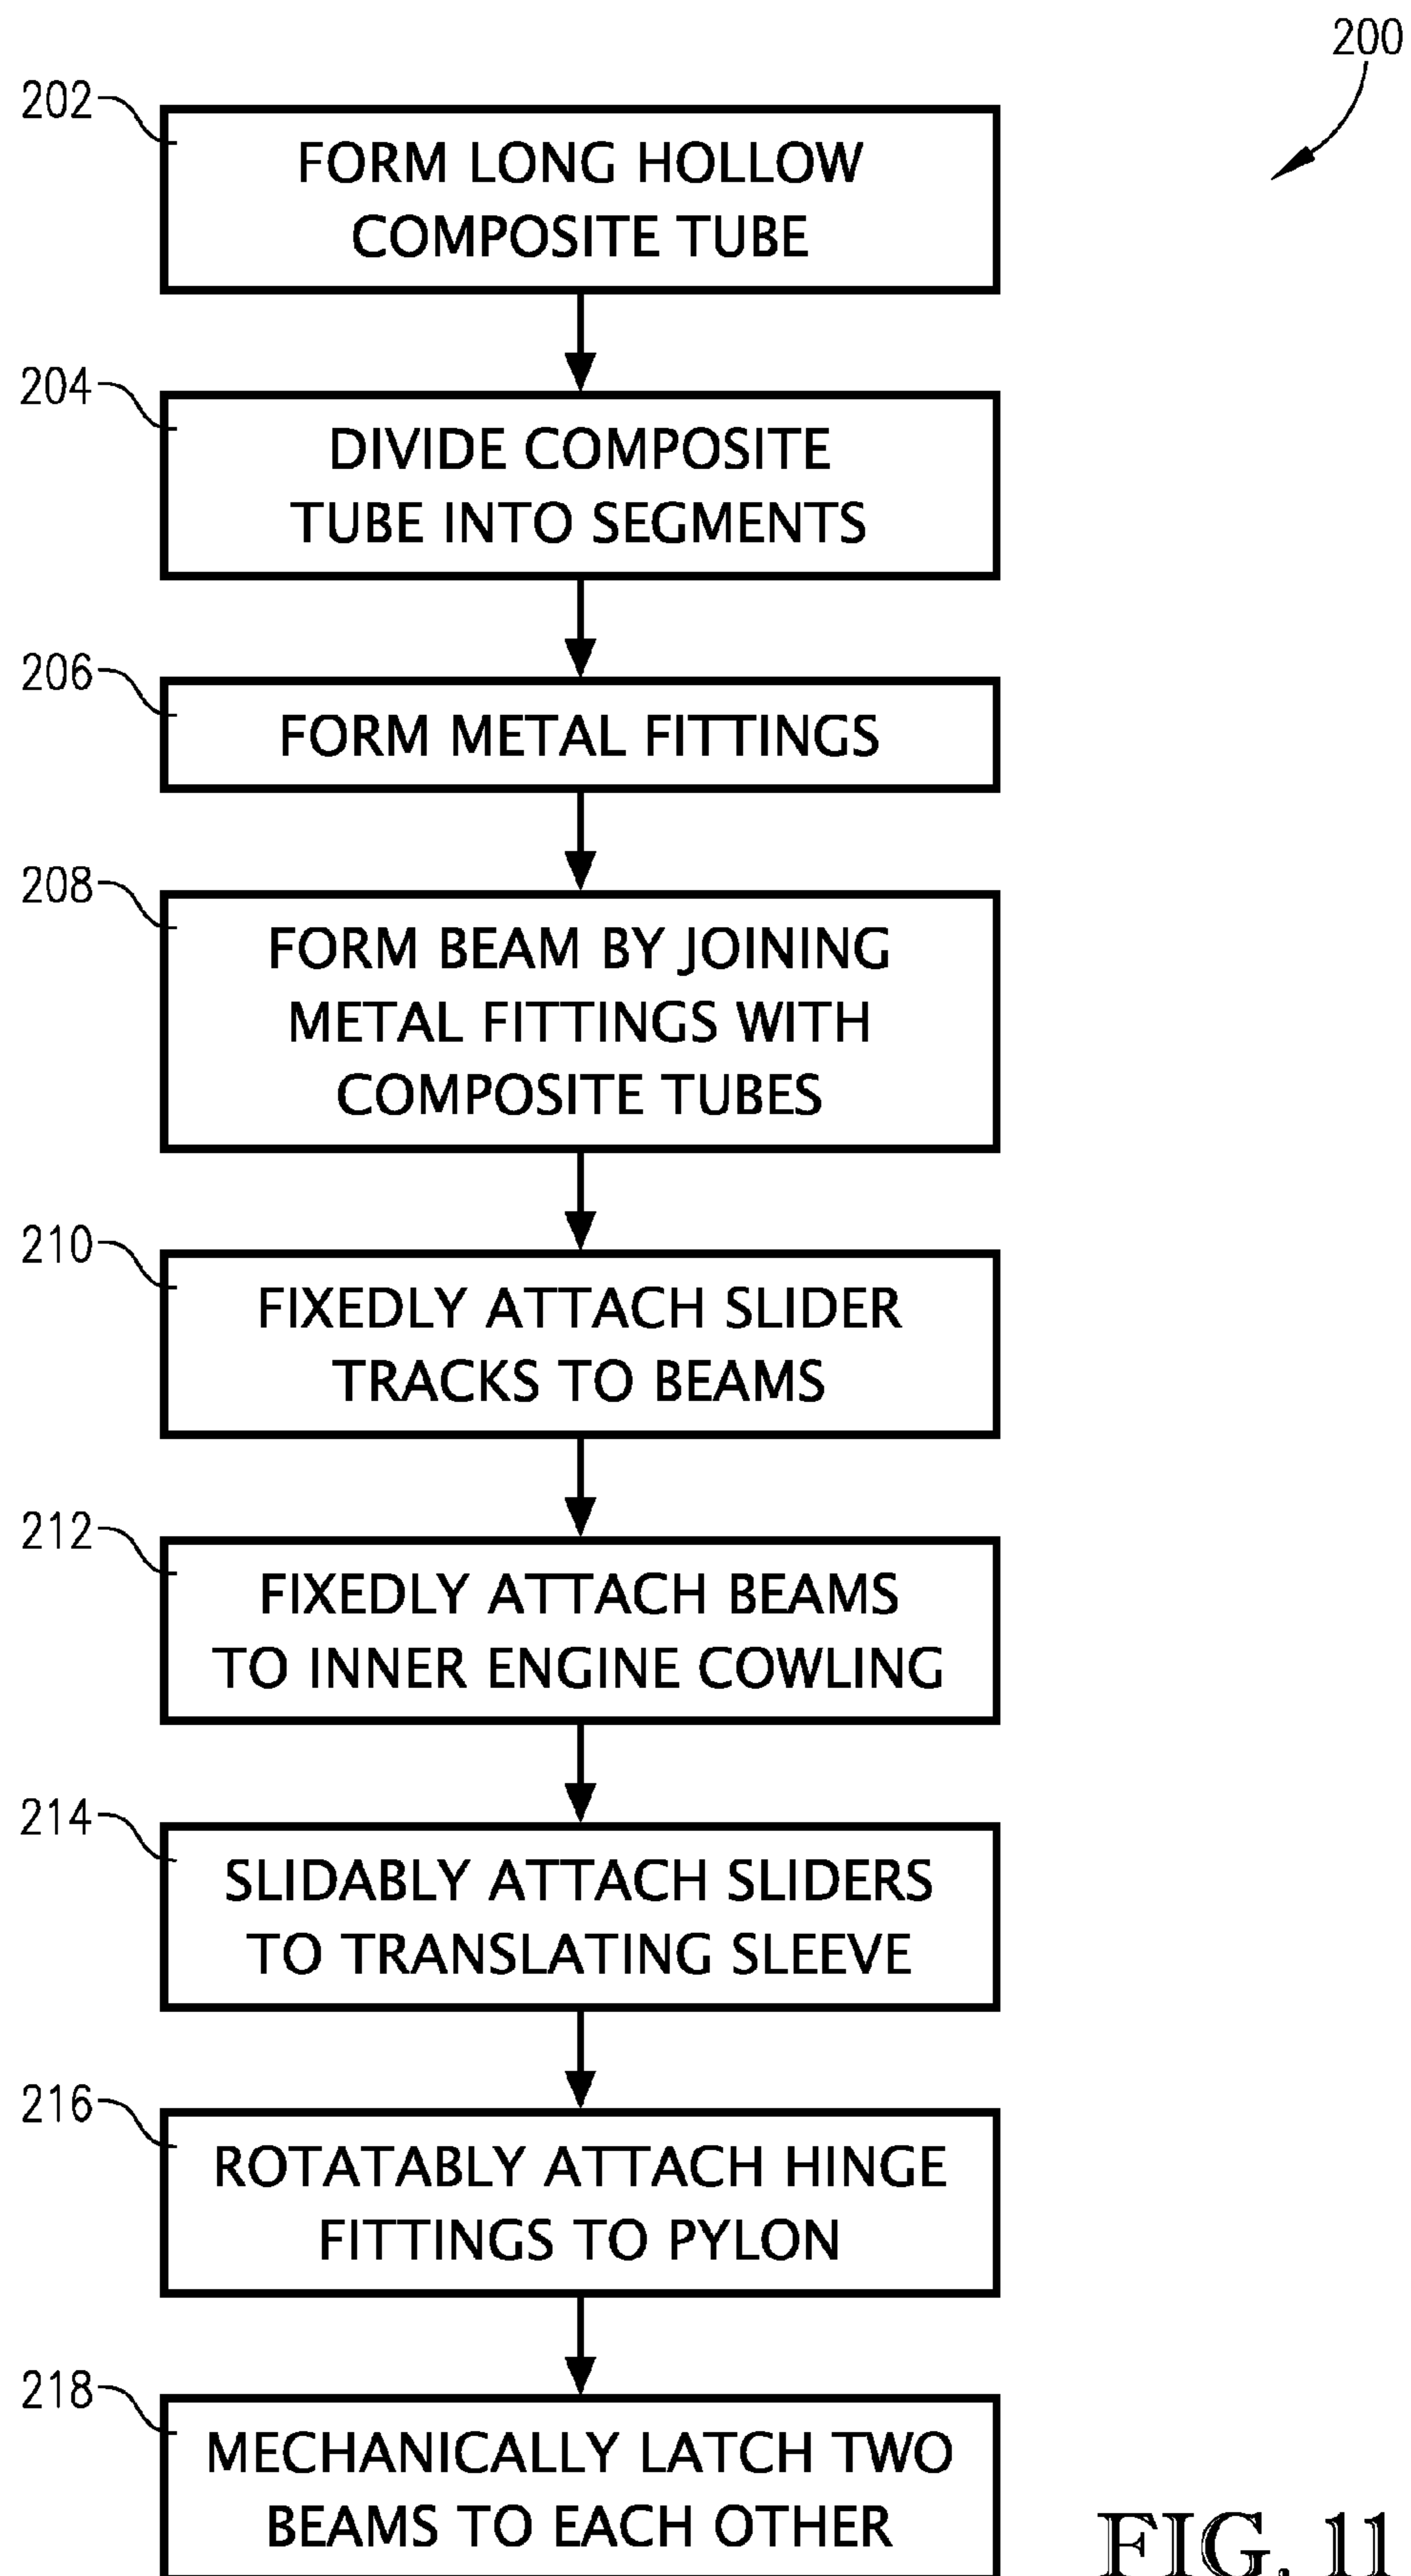 200
202
FORM LONG HOLLOW
COMPOSITE TUBE
204
DIVIDE COMPOSITE
TUBE INTO SEGMENTS
206
FORM METAL FITTINGS
208
FORM BEAM BY JOINING
METAL FITTINGS WITH
COMPOSITE TUBES
210
FIXEDLY ATTACH SLIDER
TRACKS TO BEAMS
212
FIXEDLY ATTACH BEAMS
TO INNER ENGINE COWLING
214
SLIDABLY ATTACH SLIDERS
TO TRANSLATING SLEEVE
216
ROTATABLY ATTACH HINGE
FITTINGS TO PYLON
218
MECHANICALLY LATCH TWO
BEAMS TO EACH OTHER
FIG. 11